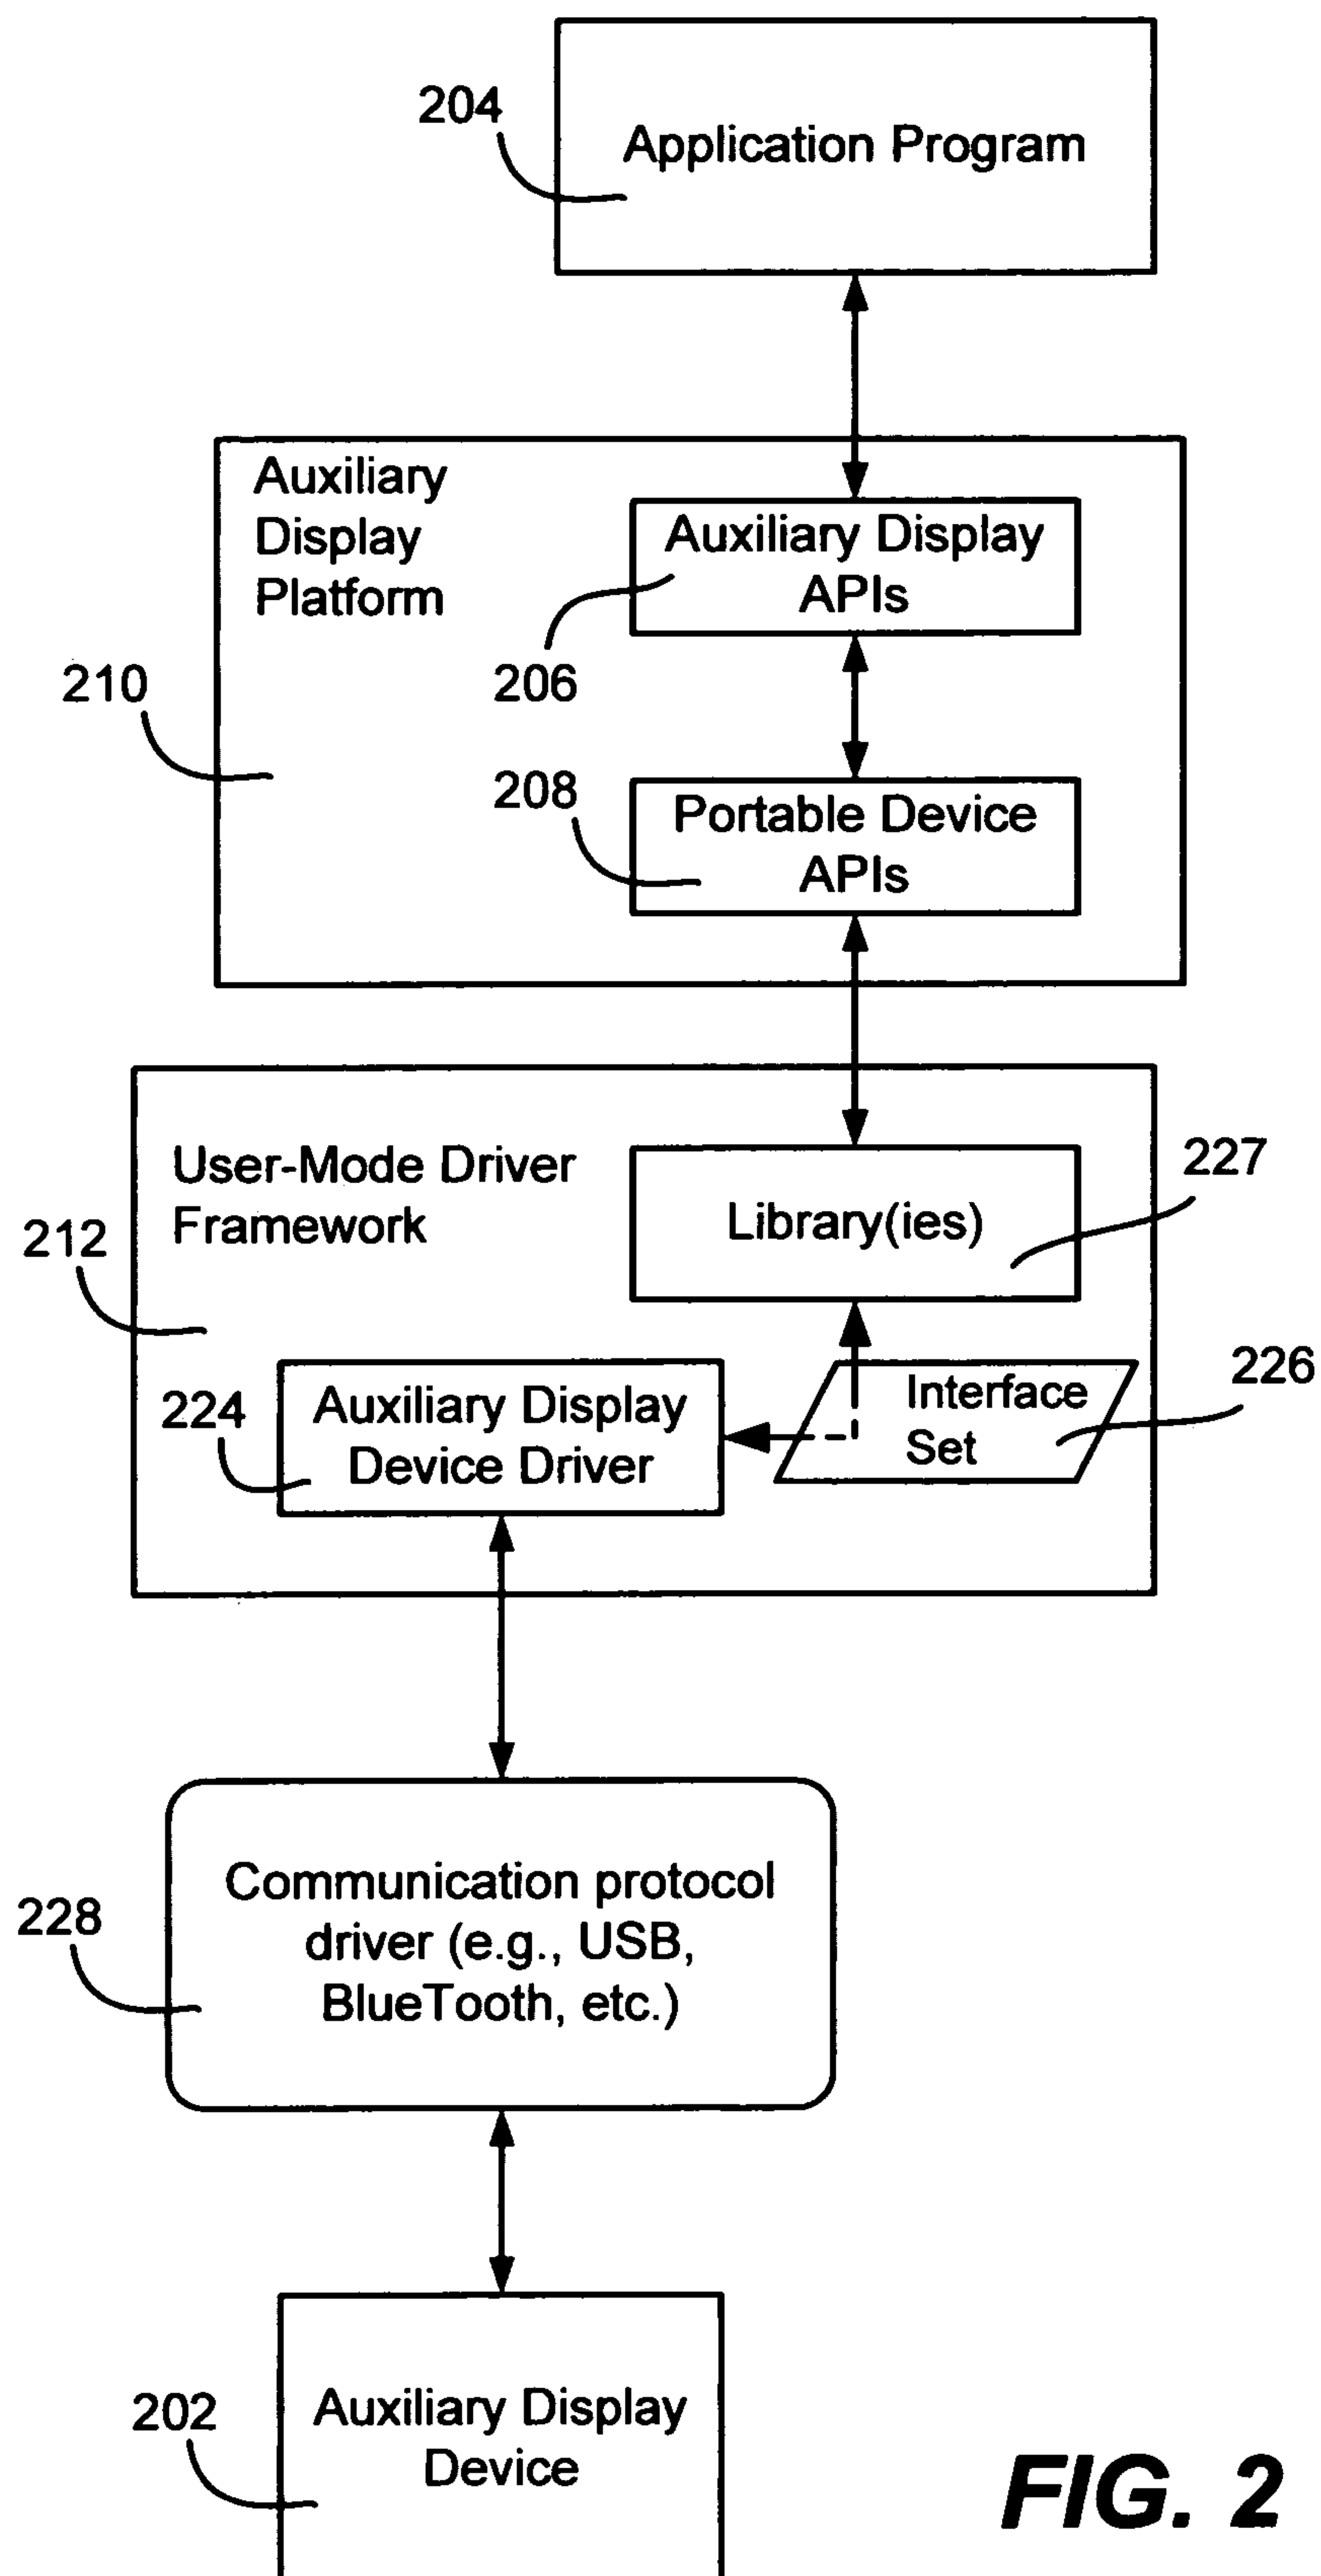 204
Application Program
Auxiliary
Display
Platform
Auxiliary Display
APIs
206
210
208
Portable Device
APIs
User-Mode Driver
Framework
212
Library(ies)
227
226
Interface
Set
224
Auxiliary Display
Device Driver
Communication protocol
driver (e.g., USB,
BlueTooth, etc.)
228
202
Auxiliary Display
Device
FIG. 2